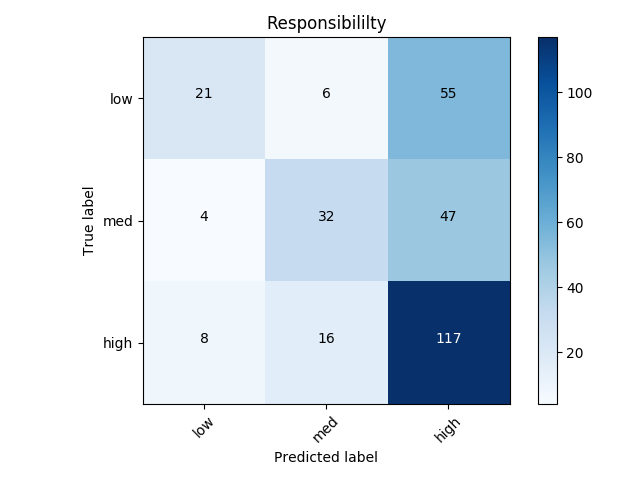 Responsibililty
True label
low
21 6 55
med
4 32 47
high
8 16 117
low med high
Predicted label
100
80
60
40
20